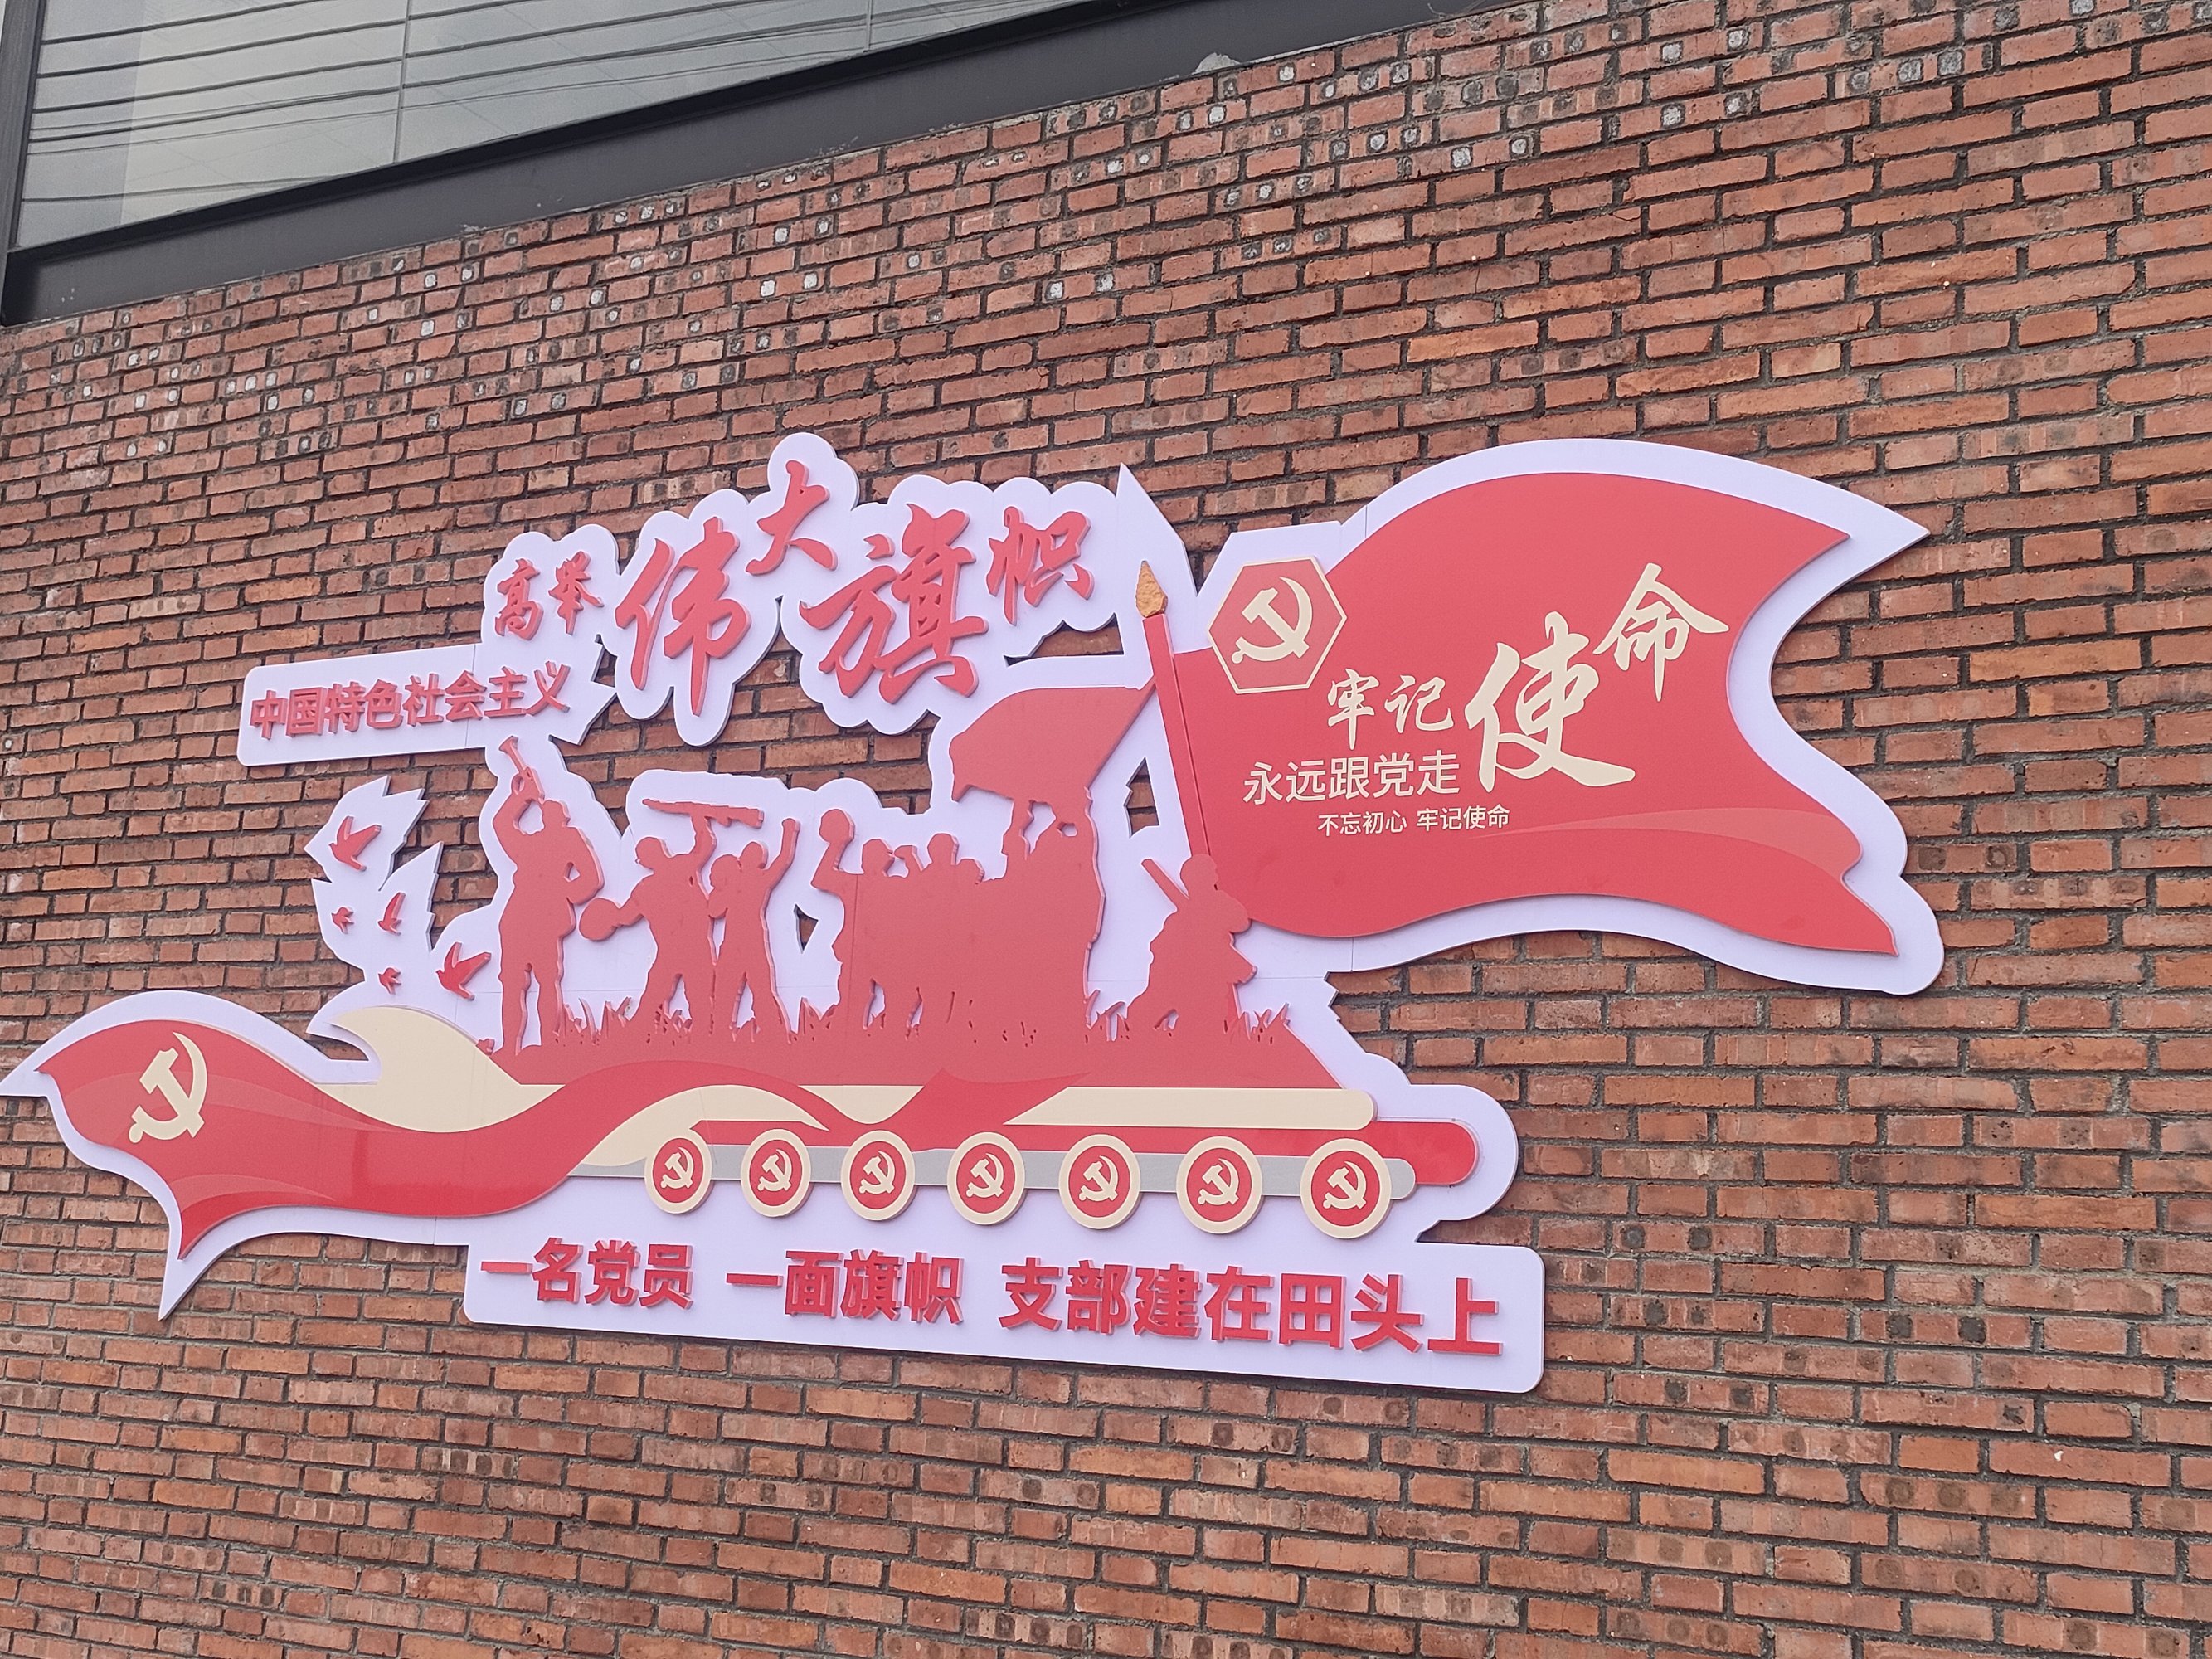 高举
伟大旗帜
中国特色社会主义
牢记使命
永远跟党走
不忘初心 牢记使命
一名党员 一面旗帜 支部建在田头上